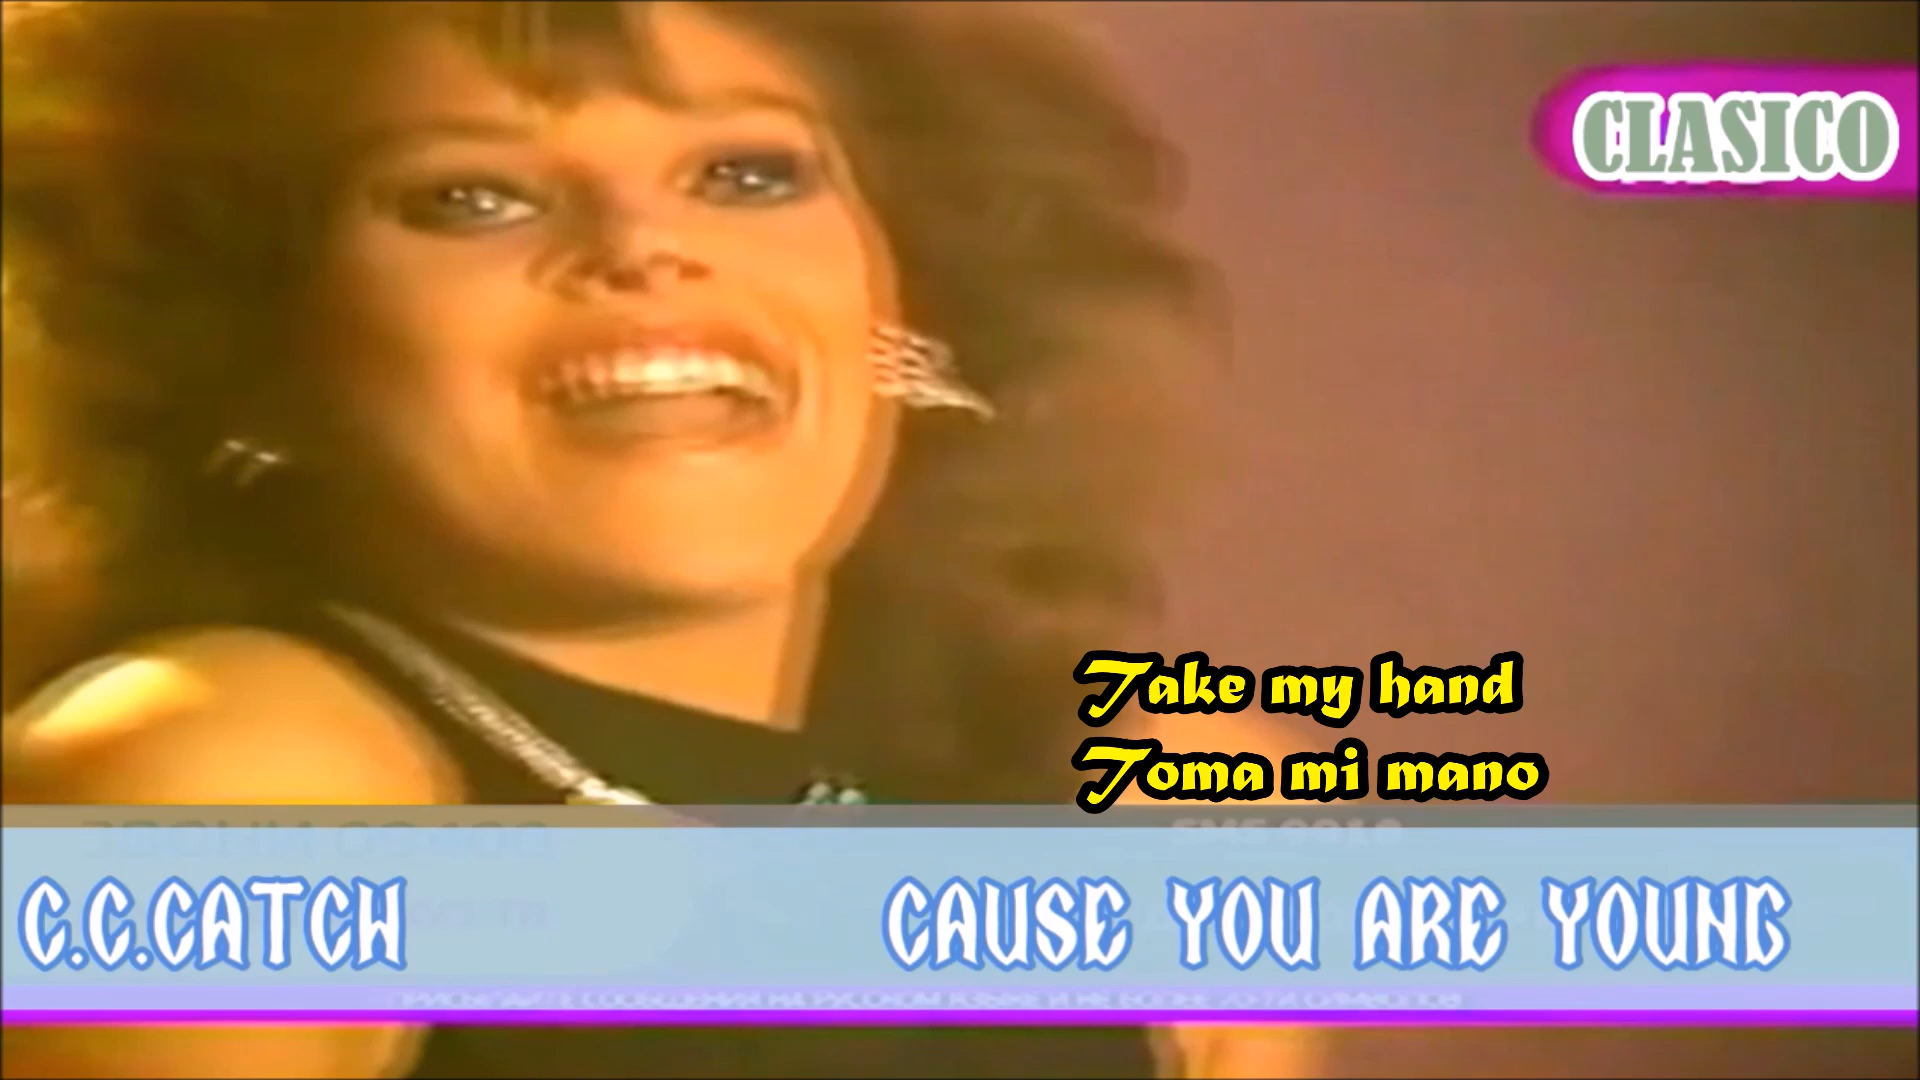 CLASICO
Take my hand
Toma mi mano
C.C.CATCH
CAUSE YOU ARE YOUNG